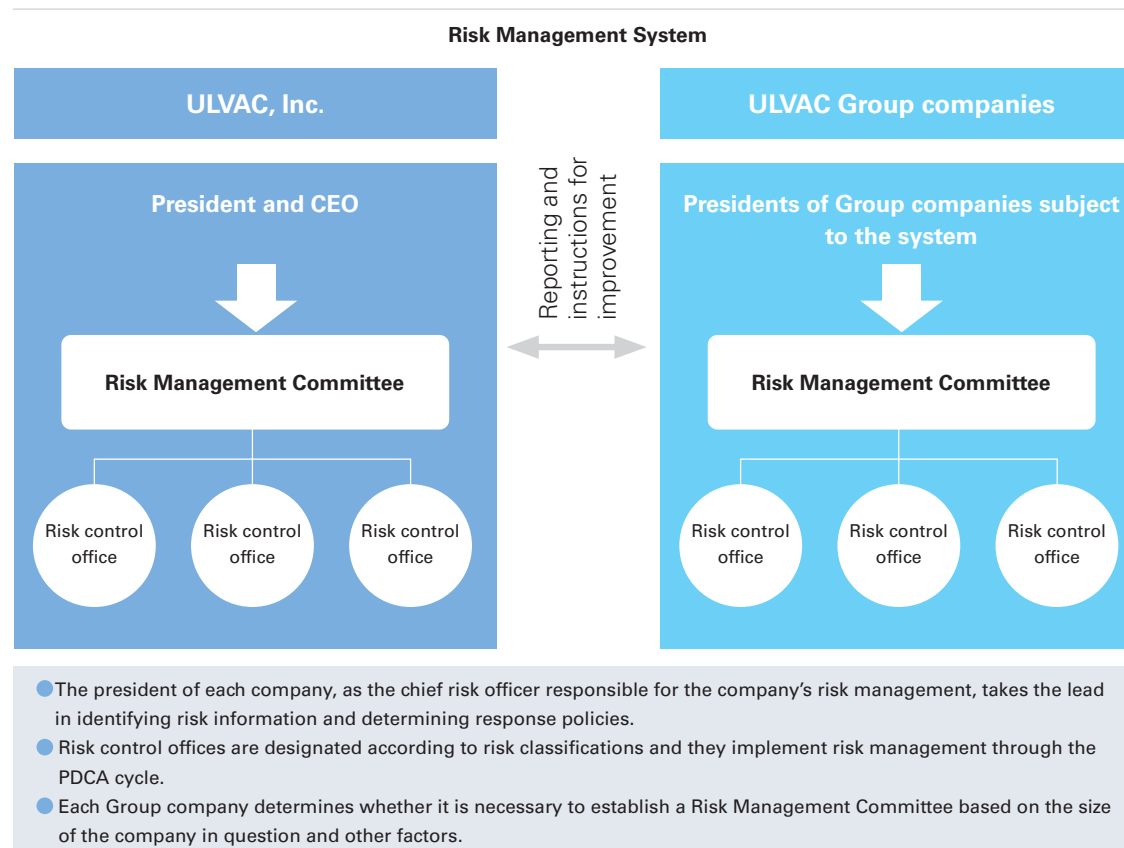 Risk Management System
ULVAC, Inc.
President and CEO
Risk Management Committee
Risk control
office
Risk control
office
Risk control
office
Reporting and
instructions for
improvement
ULVAC Group companies
Presidents of Group companies subject
to the system
Risk Management Committee
Risk control
office
Risk control
office
Risk control
office
The president of each company, as the chief risk officer responsible for the company’s risk management, takes the lead
in identifying risk information and determining response policies.
Risk control offices are designated according to risk classifications and they implement risk management through the
PDCA cycle.
Each Group company determines whether it is necessary to establish a Risk Management Committee based on the size
of the company in question and other factors.